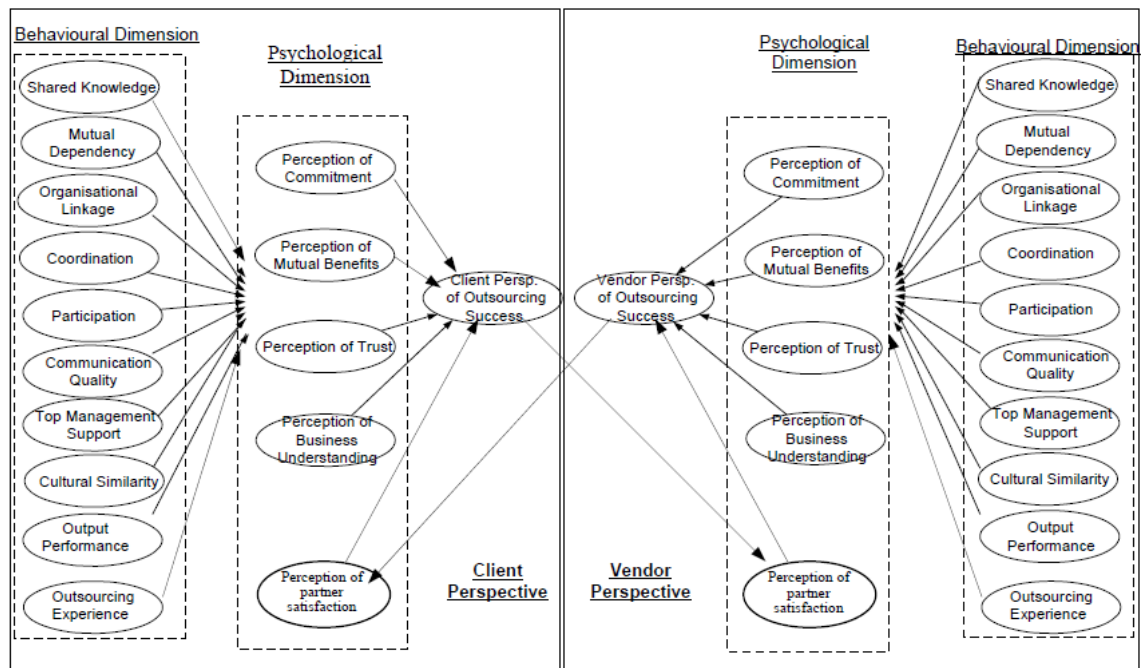 Behavioural Dimension
Shared Knowledge
Mutual
Dependency
Organisational
Linkage
Coordination
Participation
Communication
Quality
Top Management
Support
Cultural Similarity
Output
Performance
Outsourcing
Experience
Psychological
Dimension
Perception of
Commitment
Perception of
Mutual Benefits
Perception of Trust
Perception of
Business
Understanding
Perception of
partner
satisfaction
Client Persp.
of Outsourcing
Success
Client
Perspective
Vendor Persp.
of Outsourcing
Success
Vendor
Perspective
Psychological
Dimension
Perception of
Commitment
Perception of
Mutual Benefits
Perception of Trust
Perception of
Business
Understanding
Perception of
partner
satisfaction
Behavioural Dimension
Shared Knowledge
Mutual
Dependency
Organisational
Linkage
Coordination
Participation
Communication
Quality
Top Management
Support
Cultural Similarity
Output
Performance
Outsourcing
Experience